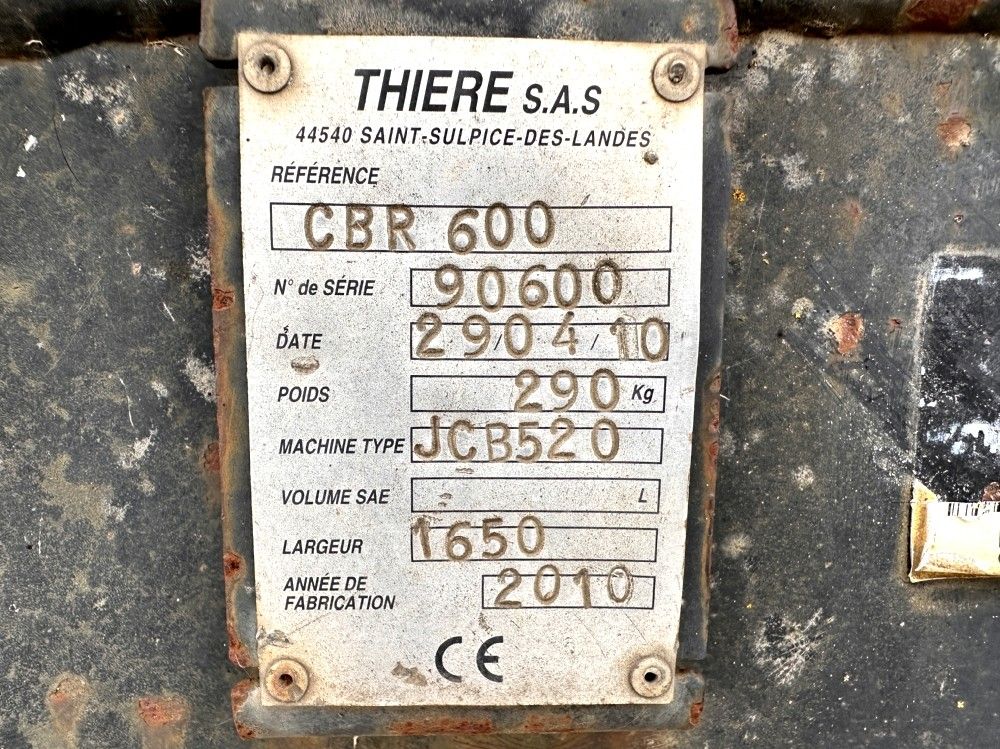 THIERE S.A.S
44540 SAINT-SULPICE-DES-LANDES
RÉFÉRENCE
CBR 600
N° de SÉRIE 90600
DATE 29/04/10
POIDS 290 Kg
MACHINE TYPE JCB520
VOLUME SAE L
LARGEUR 1650
ANNÉE DE
FABRICATION 2010
CE